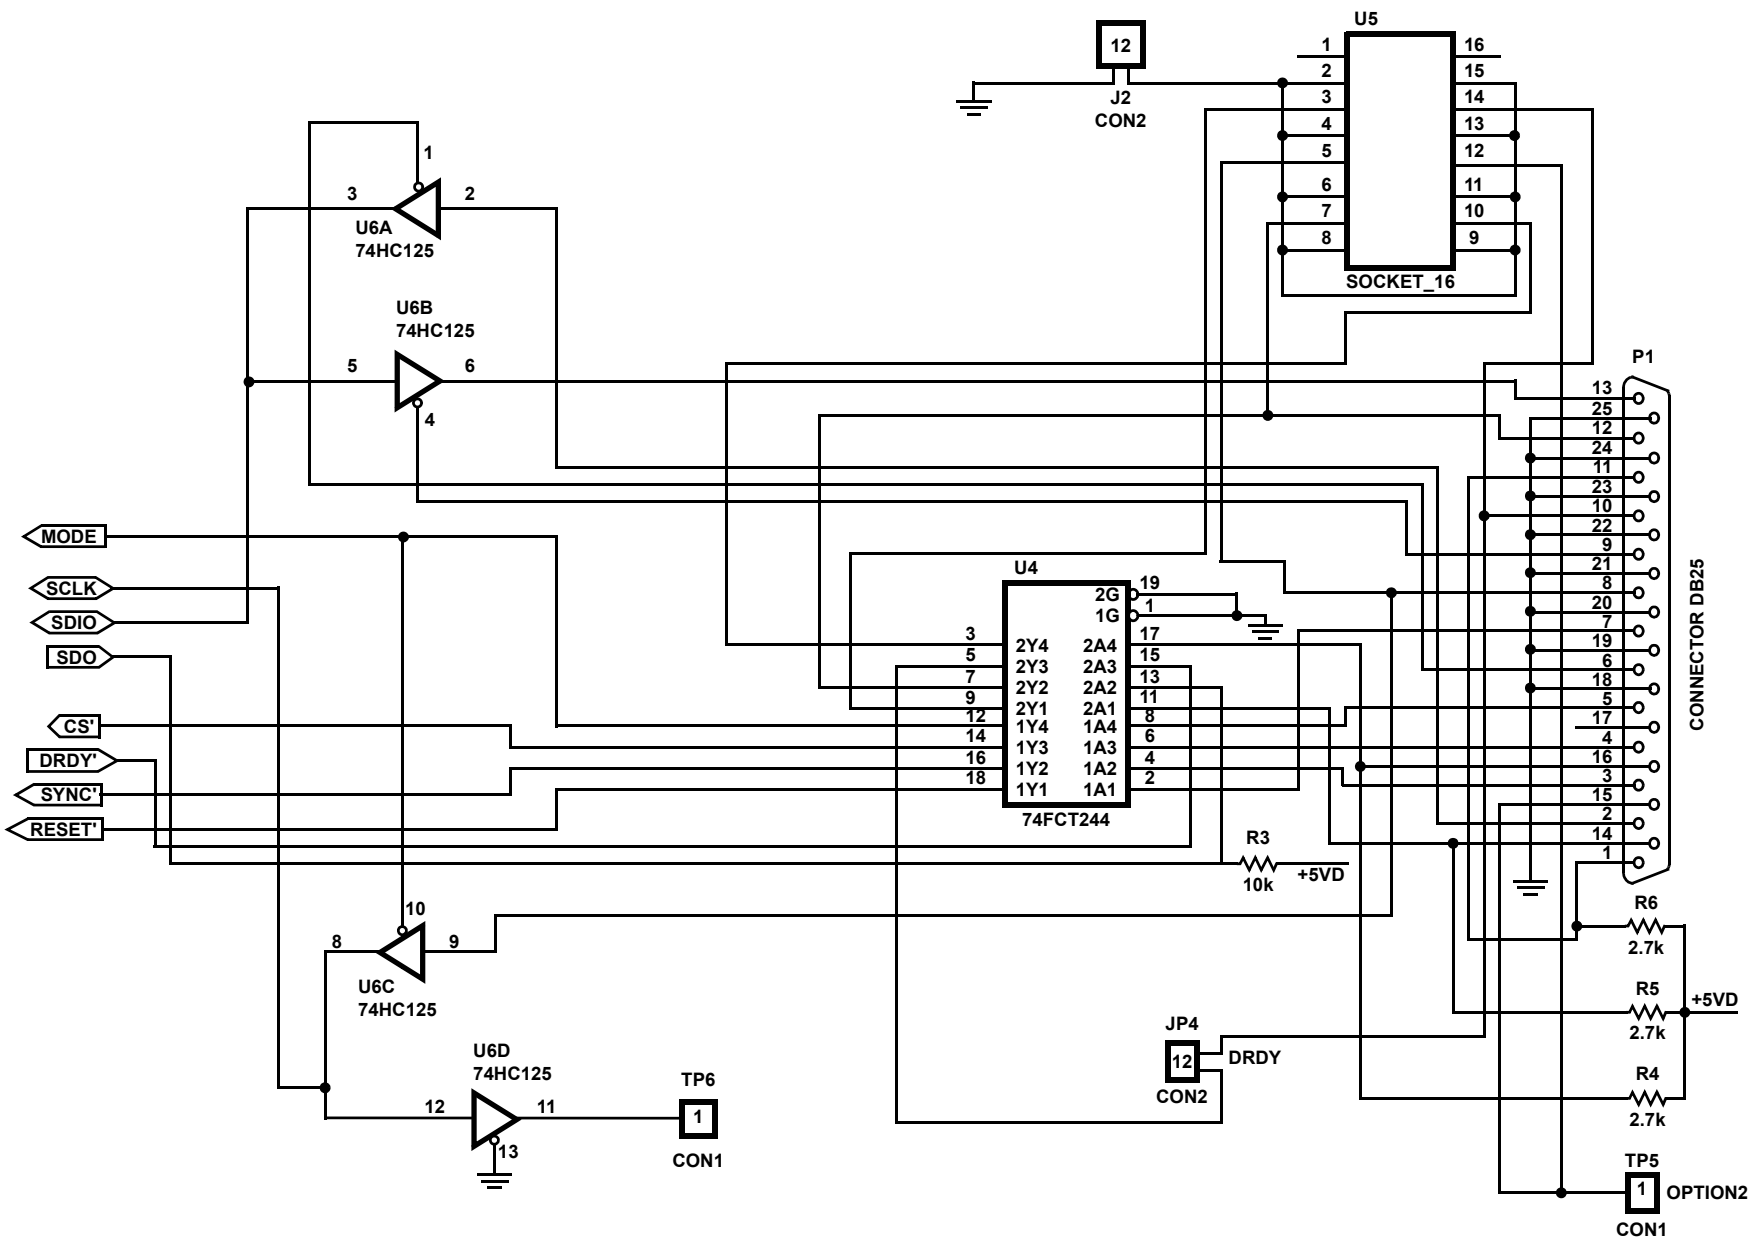 U5
12
J2
CON2
1
2
3
4
5
6
7
8
16
15
14
13
12
11
10
9
SOCKET_16
1
3
2
U6A
74HC125
U6B
74HC125
5
6
4
P1
13
25
12
24
11
23
10
22
9
21
8
20
7
19
6
18
5
17
4
16
3
15
2
14
1
CONNECTOR DB25
MODE
SCLK
SDIO
SDO
CS'
DRDY'
SYNC'
RESET'
U4
2G 19
1G 1
3 2Y4 2A4 17
5 2Y3 2A3 15
7 2Y2 2A2 13
9 2Y1 2A1 11
12 1Y4 1A4 8
14 1Y3 1A3 6
16 1Y2 1A2 4
18 1Y1 1A1 2
74FCT244
R3
10k
+5VD
10
8
9
U6C
74HC125
R6
2.7k
R5
2.7k
+5VD
R4
2.7k
JP4
12
DRDY
CON2
U6D
74HC125
12
11
13
TP6
1
CON1
TP5
1
OPTION2
CON1